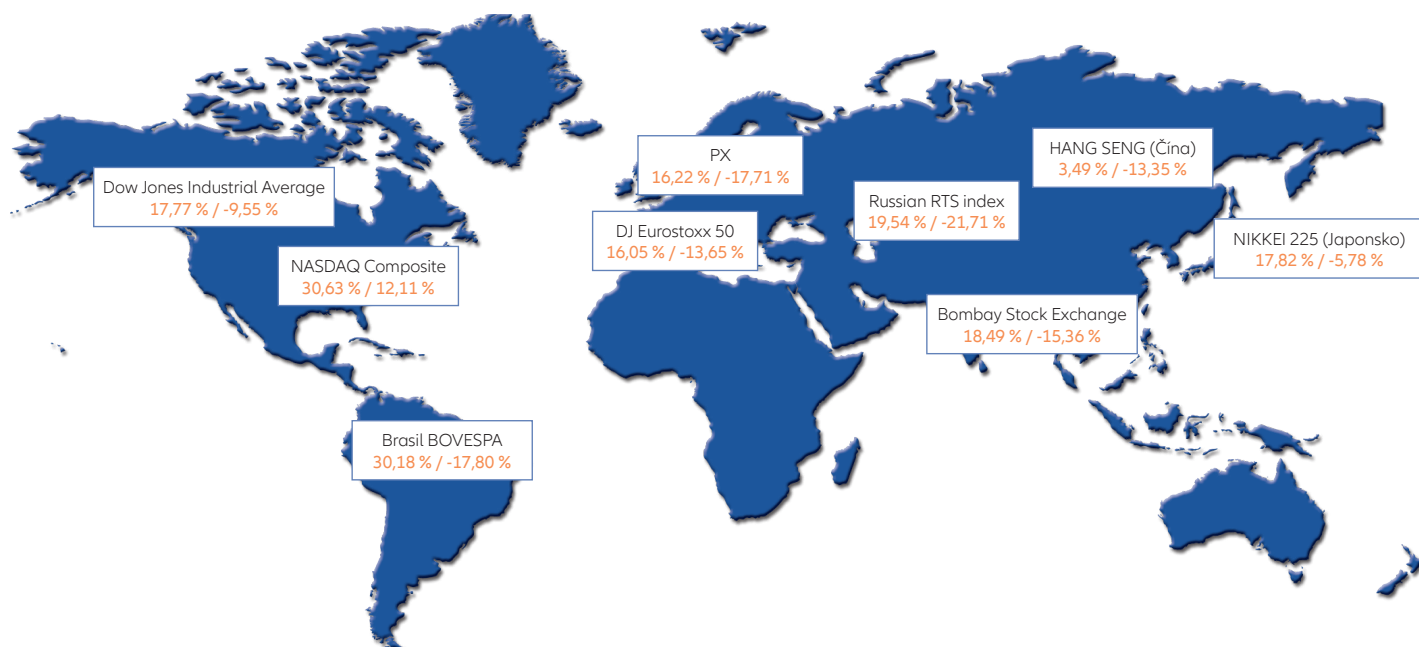 PX
16,22 % / -17,71 %
HANG SENG (Čína)
3,49 % / -13,35 %
Dow Jones Industrial Average
17,77 % / -9,55 %
Russian RTS index
19,54 % / -21,71 %
DJ Eurostoxx 50
16,05 % / -13,65 %
NIKKEI 225 (Japonsko)
17,82 % / -5,78 %
NASDAQ Composite
30,63 % / 12,11 %
Bombay Stock Exchange
18,49 % / -15,36 %
Brasil BOVESPA
30,18 % / -17,80 %